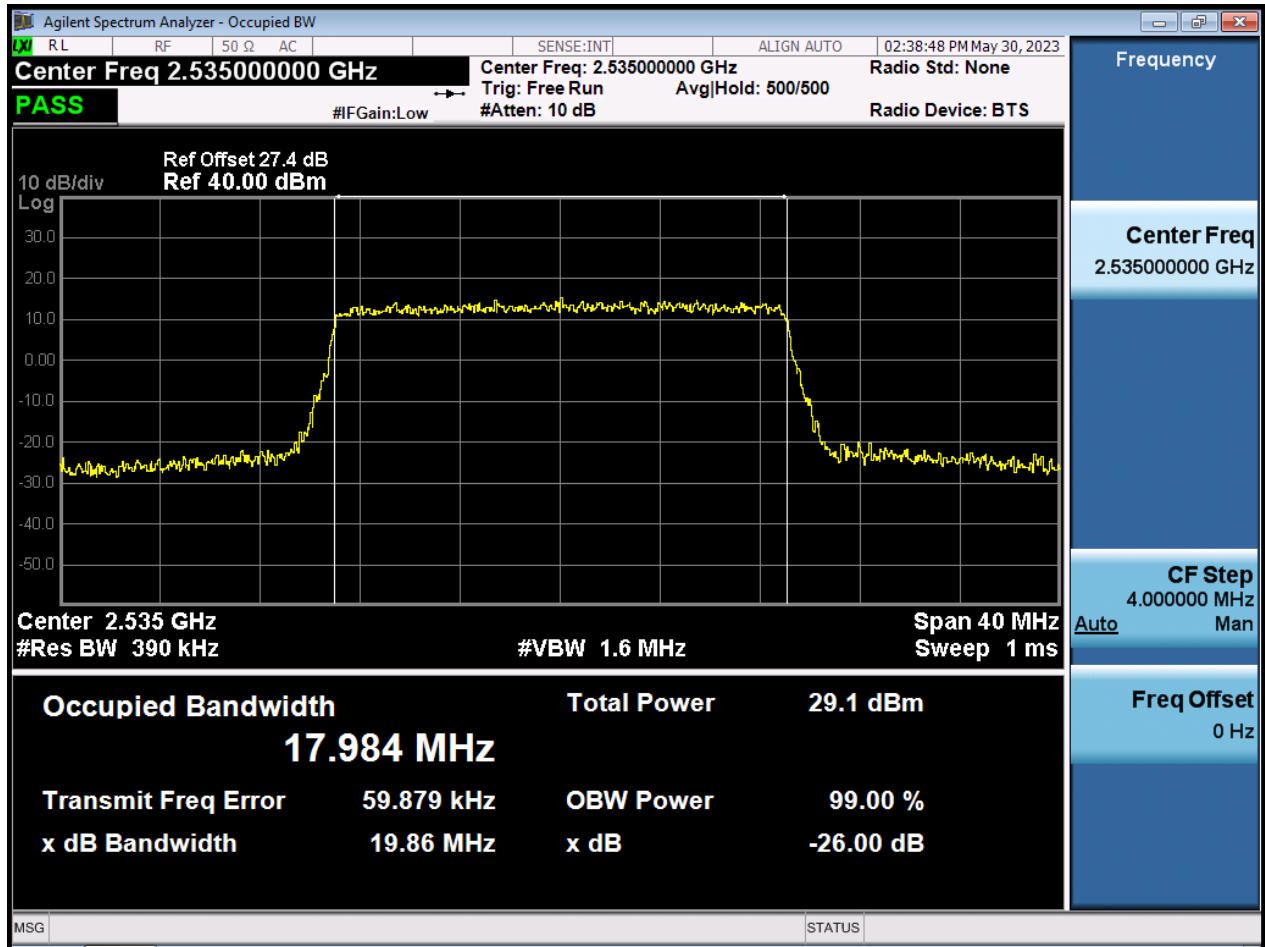 Agilent Spectrum Analyzer - Occupied BW
LXI RL RF 50 Ω AC SENSE:INT ALIGN AUTO 02:38:48 PM May 30, 2023
Center Freq 2.535000000 GHz
PASS
#IFGain:Low
Center Freq: 2.535000000 GHz
Trig: Free Run Avg|Hold: 500/500
#Atten: 10 dB
Radio Std: None
Radio Device: BTS
Ref Offset 27.4 dB
10 dB/div Ref 40.00 dBm
Log
30.0
20.0
10.0
0.00
-10.0
-20.0
-30.0
-40.0
-50.0
Center 2.535 GHz Span 40 MHz
#Res BW 390 kHz #VBW 1.6 MHz Sweep 1 ms
Occupied Bandwidth Total Power 29.1 dBm
17.984 MHz
Transmit Freq Error 59.879 kHz OBW Power 99.00 %
x dB Bandwidth 19.86 MHz x dB -26.00 dB
Frequency
Center Freq
2.535000000 GHz
CF Step
4.000000 MHz
Auto Man
Freq Offset
0 Hz
MSG STATUS